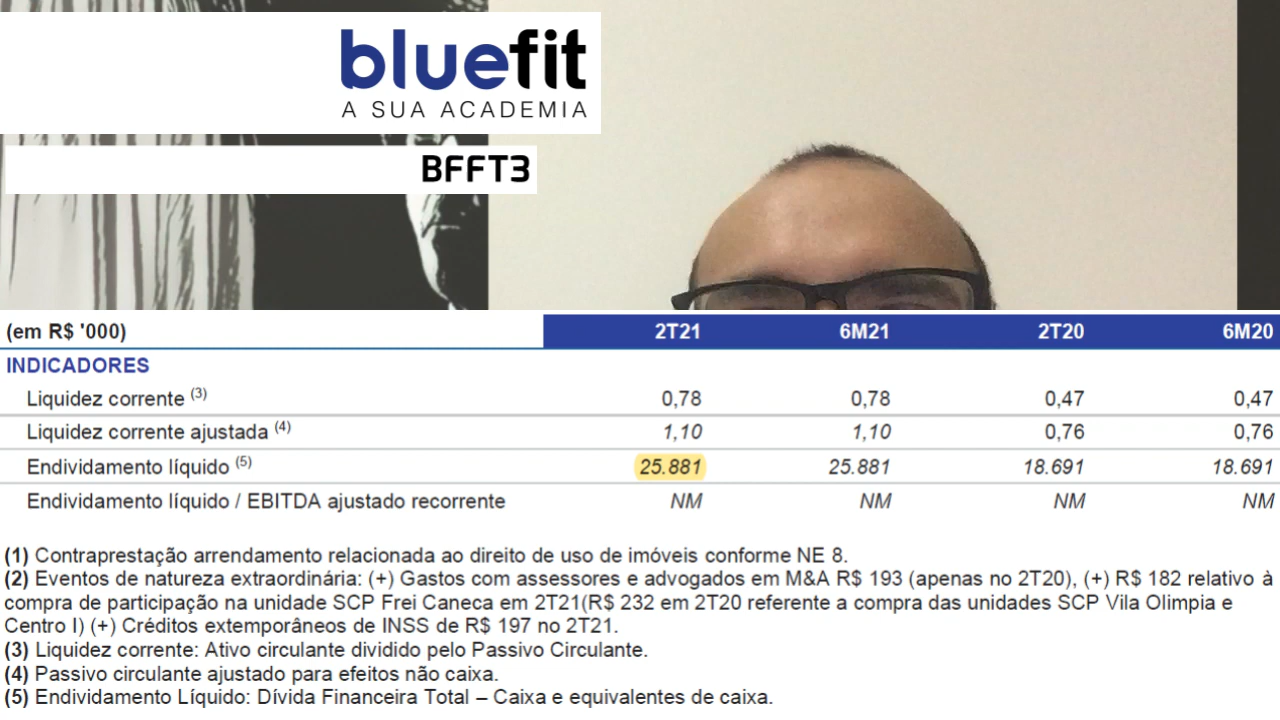 bluefit
A SUA ACADEMIA
BFFT3
(em R$ '000) 2T21 6M21 2T20 6M20
INDICADORES
Liquidez corrente (3) 0,78 0,78 0,47 0,47
Liquidez corrente ajustada (4) 1,10 1,10 0,76 0,76
Endividamento líquido (5) 25.881 25.881 18.691 18.691
Endividamento líquido / EBITDA ajustado recorrente NM NM NM NM
(1) Contraprestação arrendamento relacionada ao direito de uso de imóveis conforme NE 8.
(2) Eventos de natureza extraordinária: (+) Gastos com assessores e advogados em M&A R$ 193 (apenas no 2T20), (+) R$ 182 relativo à
compra de participação na unidade SCP Frei Caneca em 2T21(R$ 232 em 2T20 referente a compra das unidades SCP Vila Olimpia e
Centro I) (+) Créditos extemporâneos de INSS de R$ 197 no 2T21.
(3) Liquidez corrente: Ativo circulante dividido pelo Passivo Circulante.
(4) Passivo circulante ajustado para efeitos não caixa.
(5) Endividamento Líquido: Dívida Financeira Total – Caixa e equivalentes de caixa.